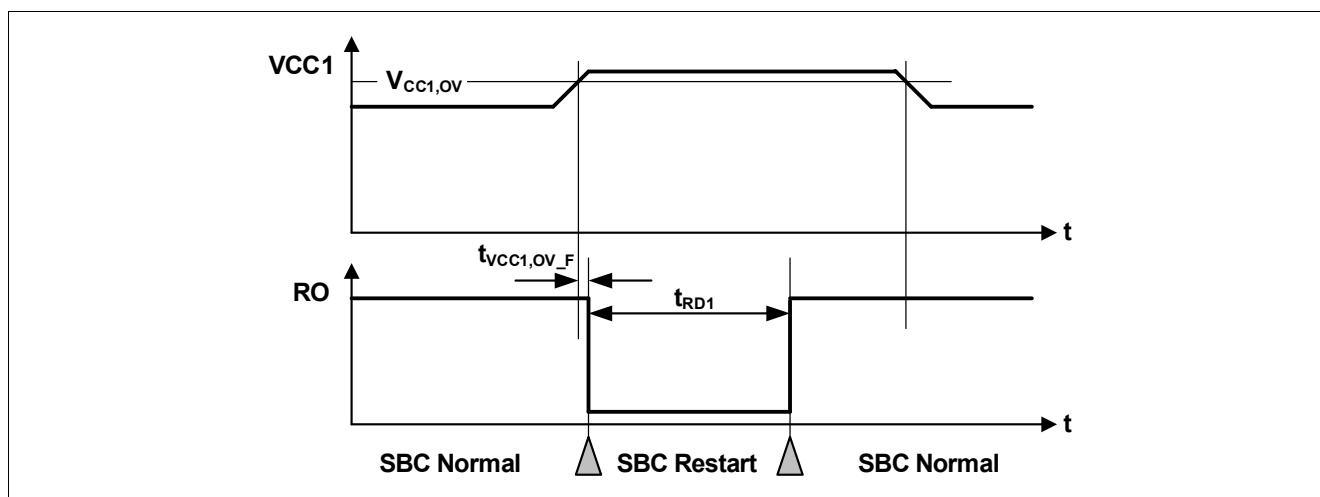 VCC1
VCC1,OV
t
tVCC1,OV_F
RO
tRD1
t
SBC Normal SBC Restart SBC Normal